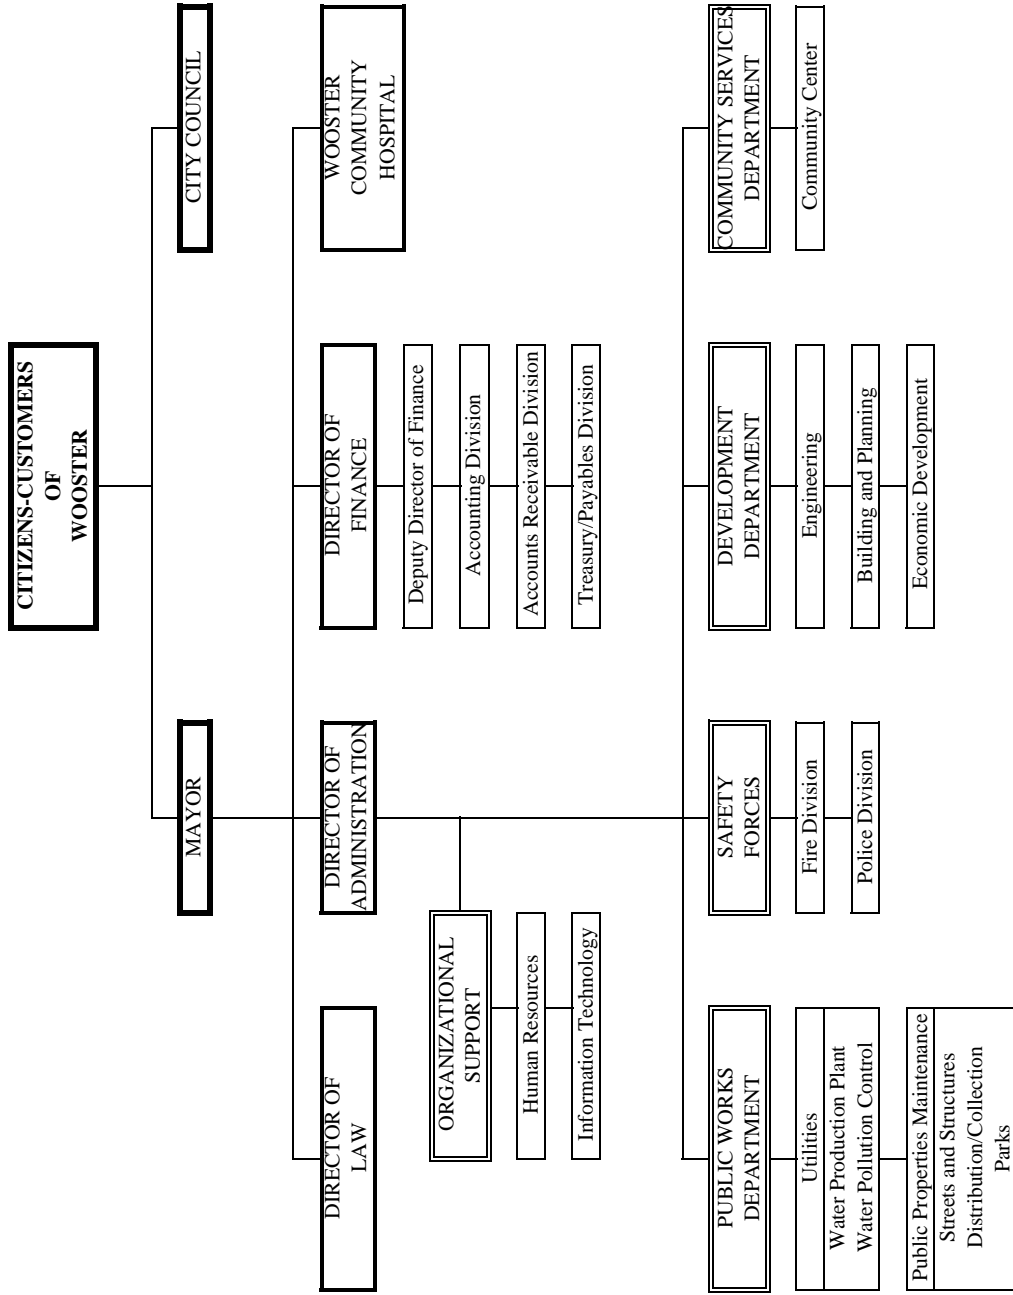 CITIZENS-CUSTOMERS
OF
WOOSTER
MAYOR
CITY COUNCIL
DIRECTOR OF
LAW
DIRECTOR OF
ADMINISTRATION
DIRECTOR OF
FINANCE
WOOSTER
COMMUNITY
HOSPITAL
Deputy Director of Finance
Accounting Division
Accounts Receivable Division
Treasury/Payables Division
ORGANIZATIONAL
SUPPORT
Human Resources
Information Technology
PUBLIC WORKS
DEPARTMENT
Utilities
Water Production Plant
Water Pollution Control
Public Properties Maintenance
Streets and Structures
Distribution/Collection
Parks
SAFETY
FORCES
Fire Division
Police Division
DEVELOPMENT
DEPARTMENT
Engineering
Building and Planning
Economic Development
COMMUNITY SERVICES
DEPARTMENT
Community Center